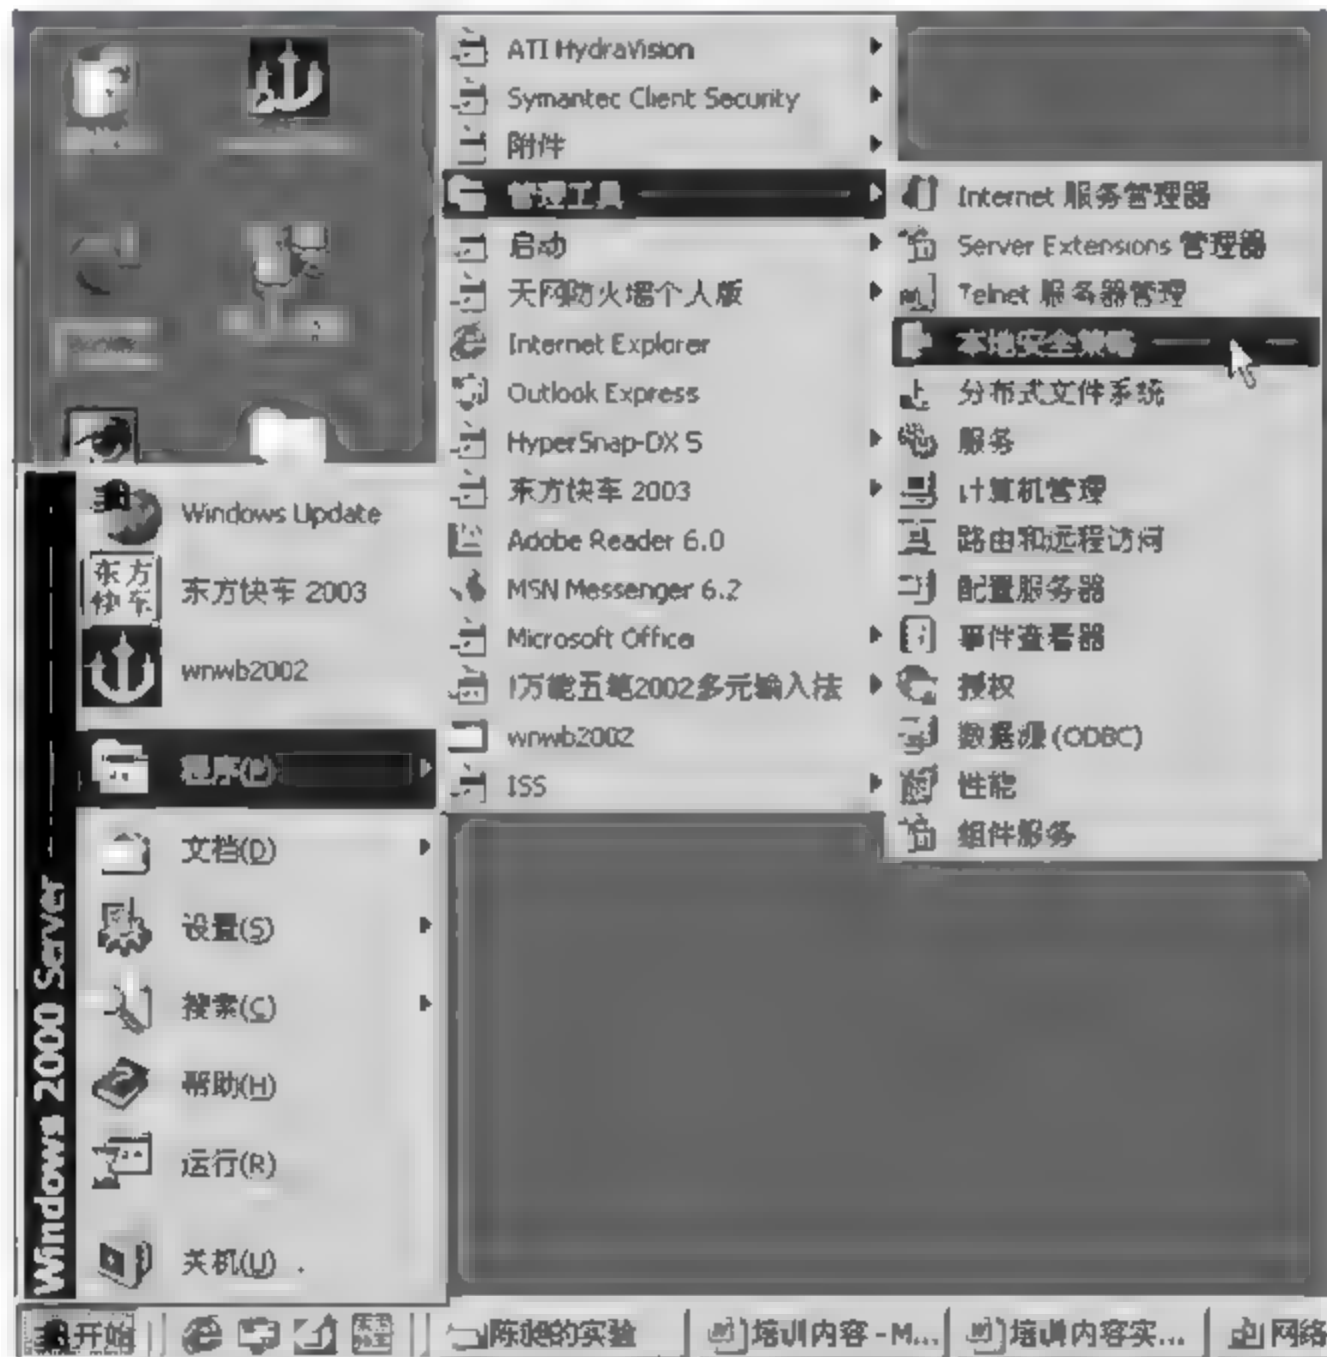 ATI HydraVision
Symantec Client Security
附件
管理工具
启动
天网防火墙个人版
Internet Explorer
Outlook Express
HyperSnap-DX 5
东方快车 2003
Adobe Reader 6.0
MSN Messenger 6.2
Microsoft Office
万能五笔2002多元输入法
wnwb2002
ISS
Internet 服务管理器
Server Extensions 管理器
Telnet 服务器管理
本地安全策略
分布式文件系统
服务
计算机管理
路由和远程访问
配置服务器
事件查看器
授权
数据源 (ODBC)
性能
组件服务
Windows Update
东方快车
东方快车 2003
wnwb2002
程序(P)
文档(D)
设置(S)
搜索(C)
帮助(H)
运行(R)
关机(U)
Windows 2000 Server
开始
陈昶的实验
培训内容 - M...
培训内容实...
网络